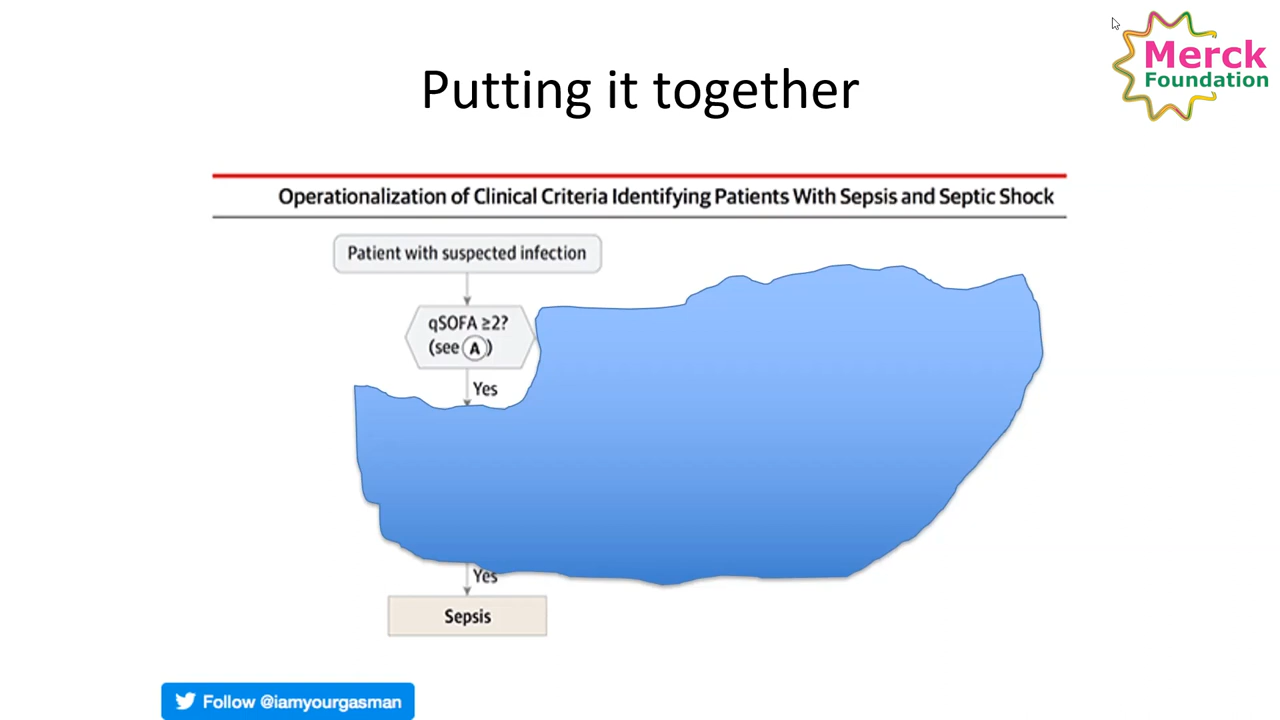 Merck
Foundation
Putting it together
Operationalization of Clinical Criteria Identifying Patients With Sepsis and Septic Shock
Patient with suspected infection
qSOFA ≥2?
(see A)
Yes
Yes
Sepsis
Follow @iamyourgasman